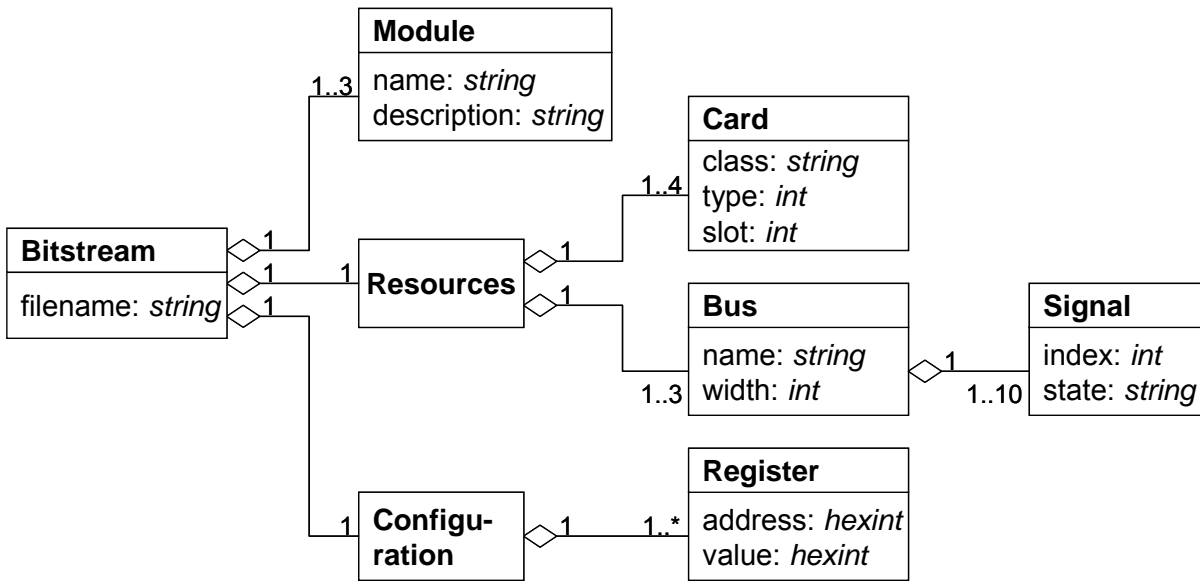 Module
name: string
description: string
1..3
Card
class: string
type: int
slot: int
1..4
Bitstream
filename: string
1
1
1
1
Resources
1
1
Bus
name: string
width: int
1..3
1
1..10
Signal
index: int
state: string
Register
address: hexint
value: hexint
1
Configu-
ration
1
1..*